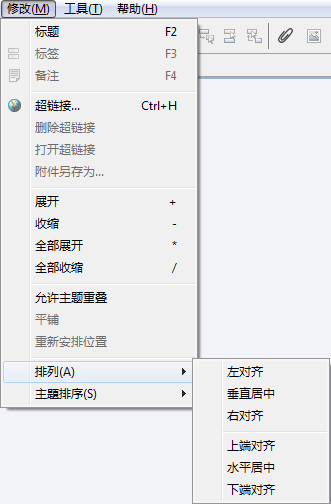 修改(M) 工具(T) 帮助(H)
标题 F2
标签 F3
备注 F4
超链接... Ctrl+H
删除超链接
打开超链接
附件另存为...
展开 +
收缩 -
全部展开 *
全部收缩 /
允许主题重叠
平铺
重新安排位置
排列(A)
主题排序(S)
左对齐
垂直居中
右对齐
上端对齐
水平居中
下端对齐